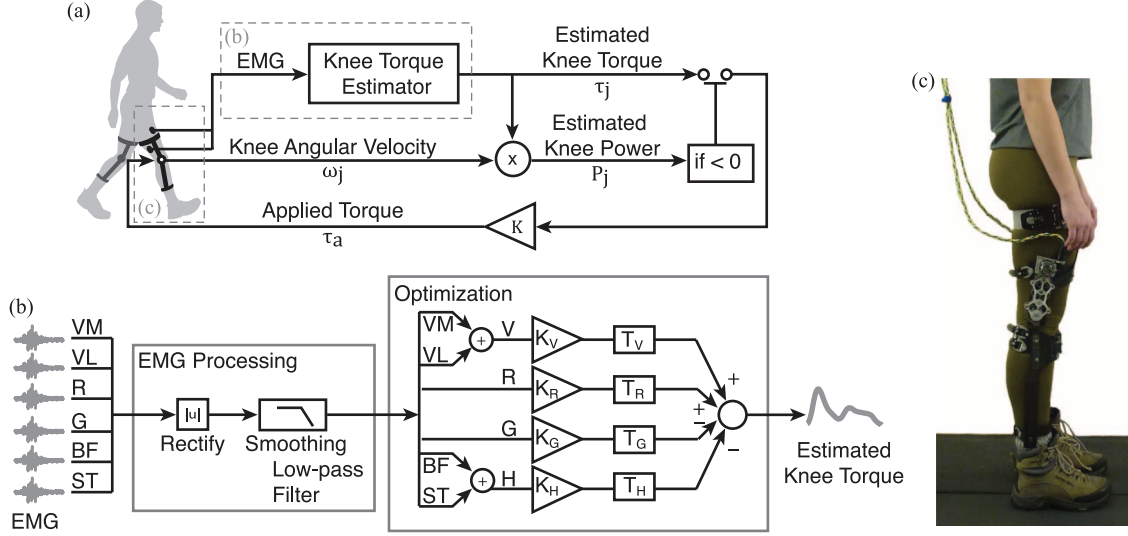 (a)
(b)
EMG
Knee Torque
Estimator
Estimated
Knee Torque
τj
Knee Angular Velocity
ωj
x
Estimated
Knee Power
Pj
if < 0
(c)
Applied Torque
τa
K
(c)
(b)
VM
VL
R
G
BF
ST
EMG
EMG Processing
|u|
Rectify
Smoothing
Low-pass
Filter
Optimization
VM
VL
+
V
KV
TV
+
R
KR
TR
+
G
KG
TG
−
BF
ST
+
H
KH
TH
−
Estimated
Knee Torque